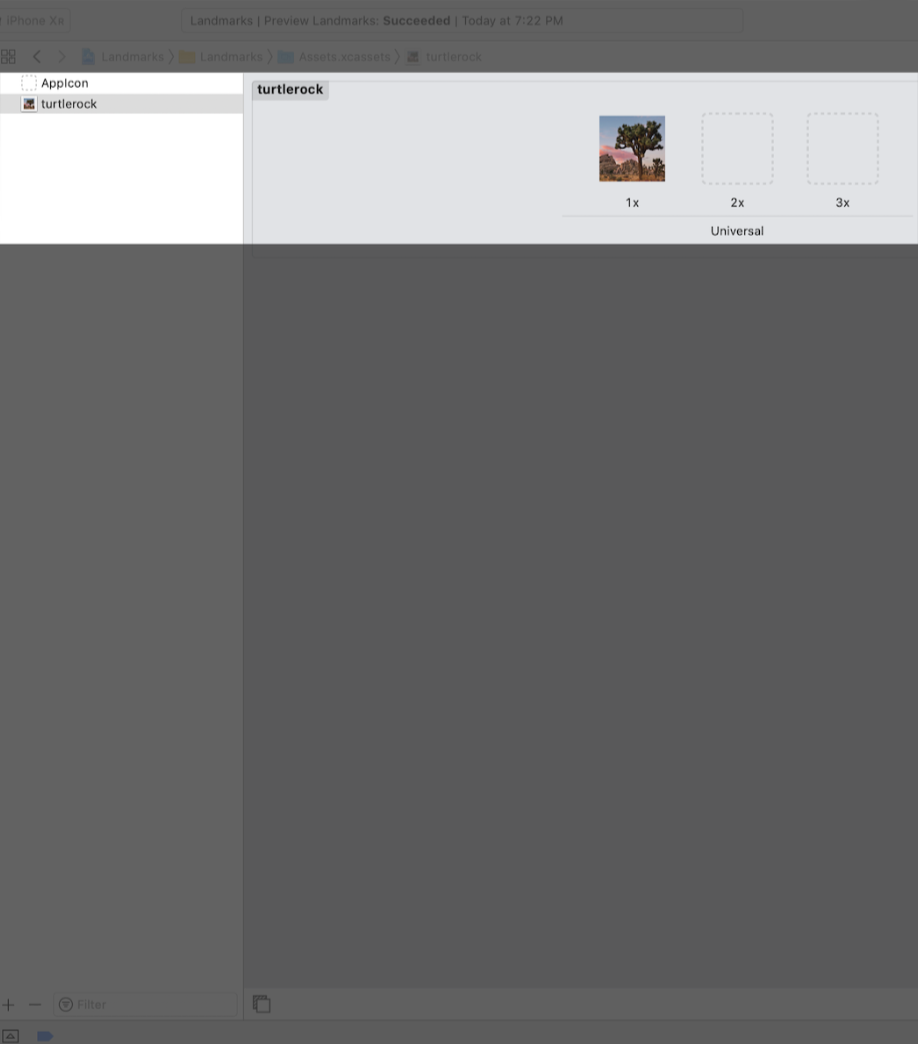 iPhone Xʀ
Landmarks | Preview Landmarks: Succeeded | Today at 7:22 PM
Landmarks 〉 Landmarks 〉 Assets.xcassets 〉 turtlerock
AppIcon
turtlerock
turtlerock
1x 2x 3x
Universal
Filter